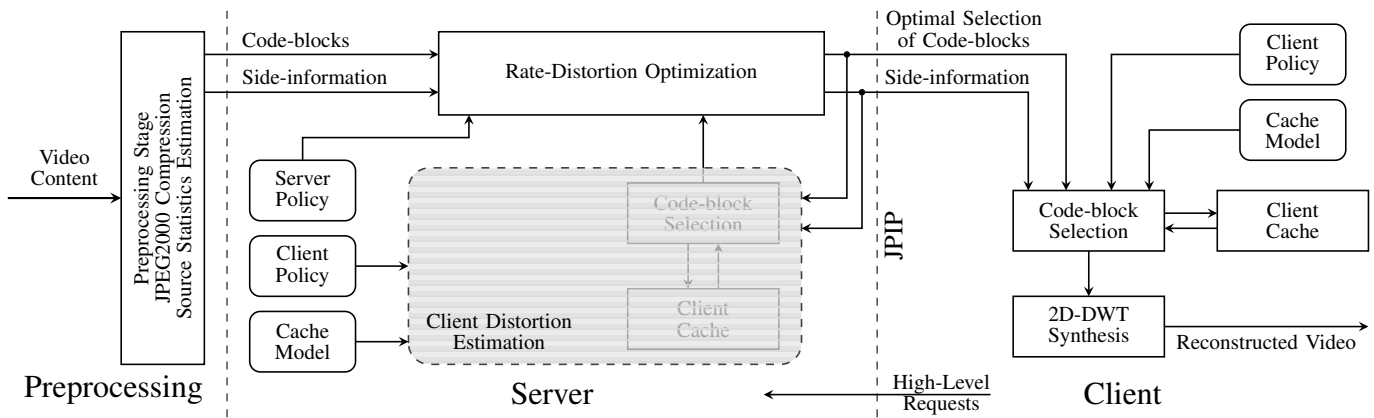 Video
Content
Preprocessing Stage
JPEG2000 Compression
Source Statistics Estimation
Preprocessing
Code-blocks
Side-information
Rate-Distortion Optimization
Server
Policy
Client
Policy
Cache
Model
Code-block
Selection
Client
Cache
Client Distortion
Estimation
Server
JPIP
Optimal Selection
of Code-blocks
Side-information
Client
Policy
Cache
Model
Code-block
Selection
Client
Cache
2D-DWT
Synthesis
Reconstructed Video
High-Level
Requests
Client